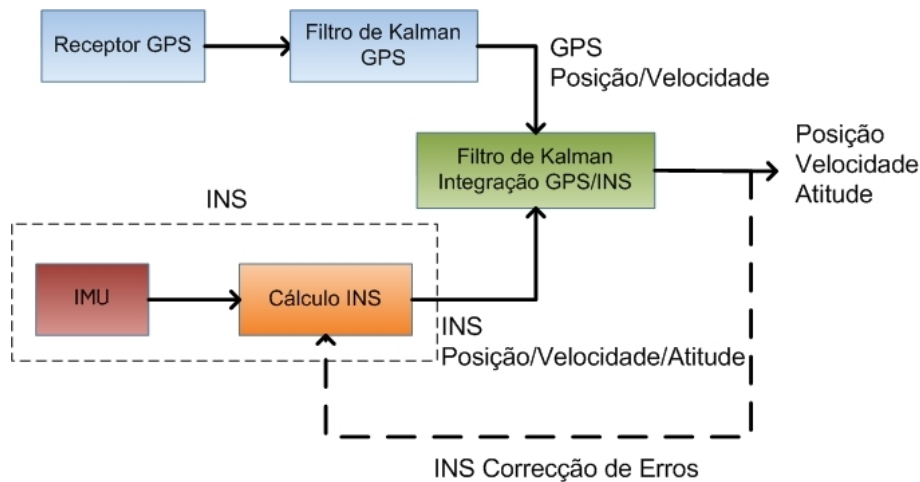 Receptor GPS
Filtro de Kalman
GPS
GPS
Posição/Velocidade
Filtro de Kalman
Integração GPS/INS
Posição
Velocidade
Atitude
INS
IMU
Cálculo INS
INS
Posição/Velocidade/Atitude
INS Correcção de Erros